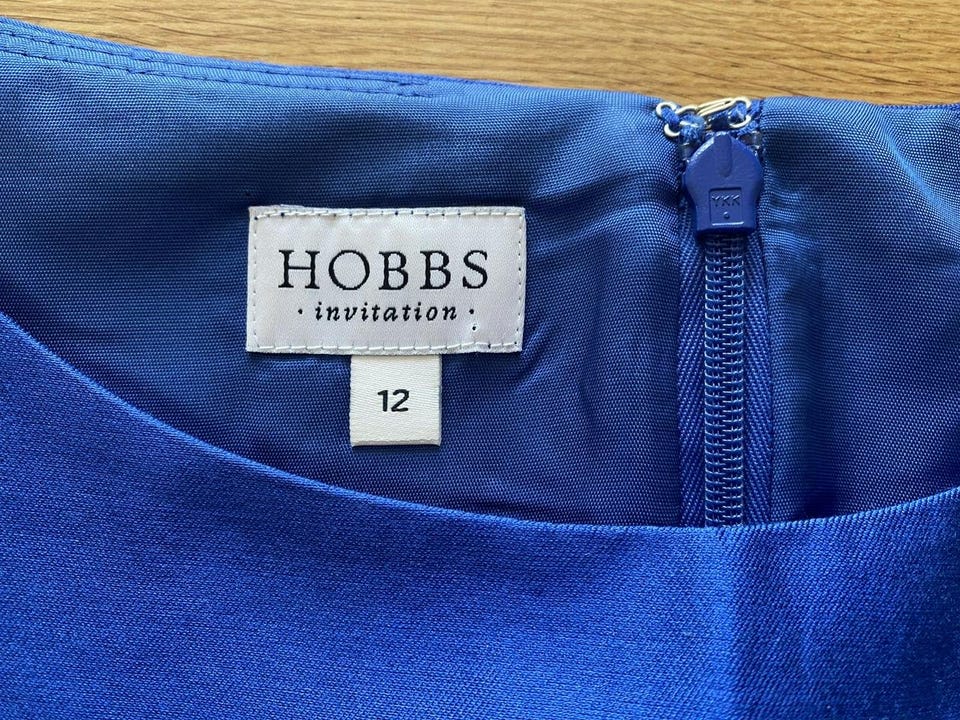 HOBBS
· invitation ·
12
YKK